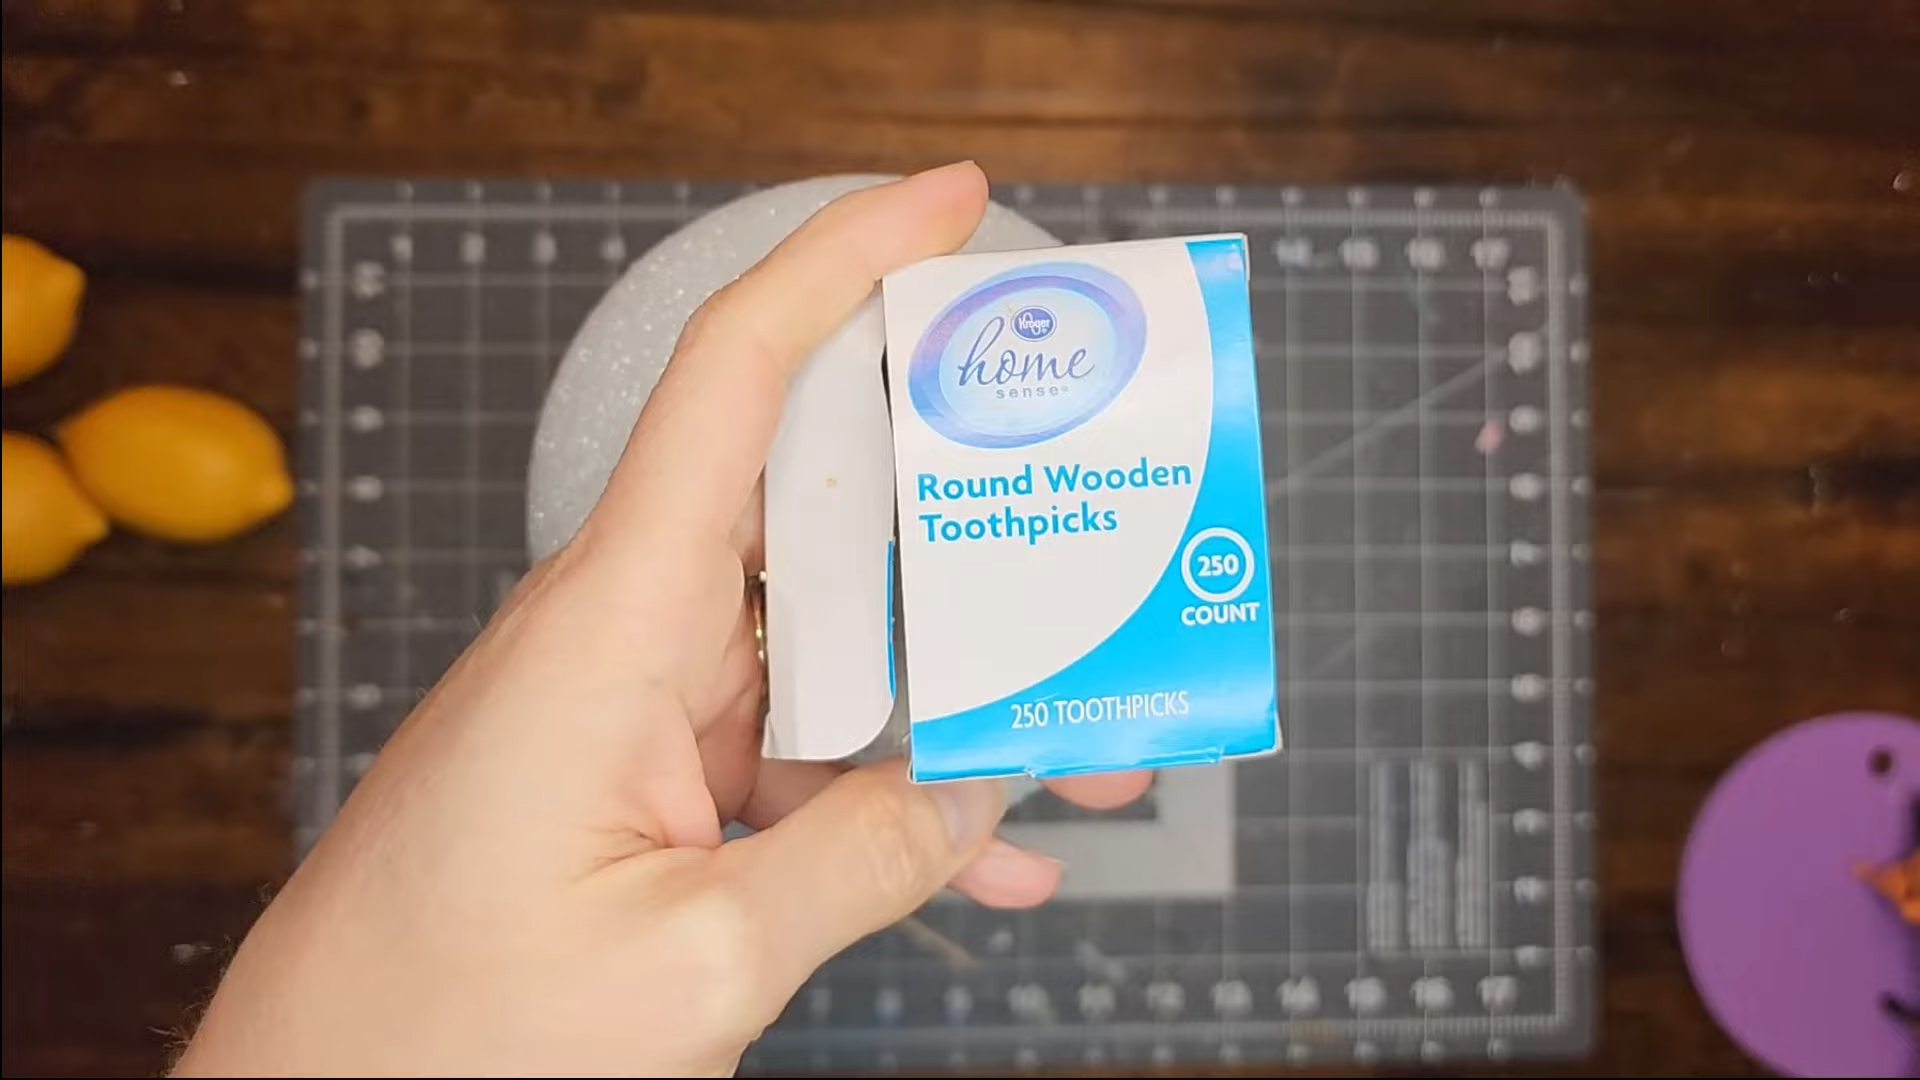 Kroger
home
sense®
Round Wooden
Toothpicks
250
COUNT
250 TOOTHPICKS